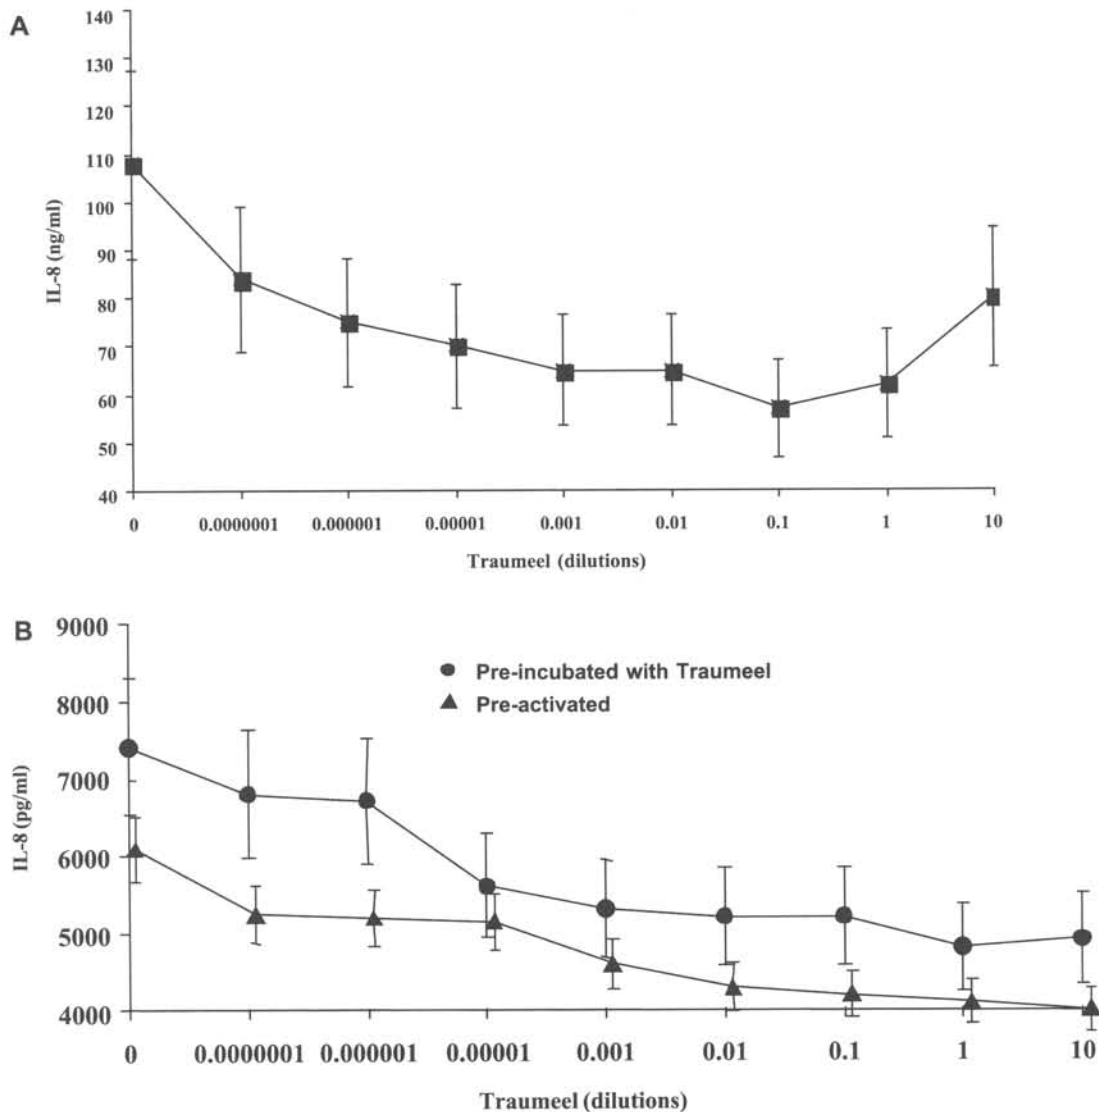 A
140
130
120
110
100
90
80
70
60
50
40
IL-8 (ng/ml)
0 0.0000001 0.000001 0.00001 0.001 0.01 0.1 1 10
Traumeel (dilutions)
B
9000
8000
7000
6000
5000
4000
IL-8 (pg/ml)
Pre-incubated with Traumeel
Pre-activated
0 0.0000001 0.000001 0.00001 0.001 0.01 0.1 1 10
Traumeel (dilutions)